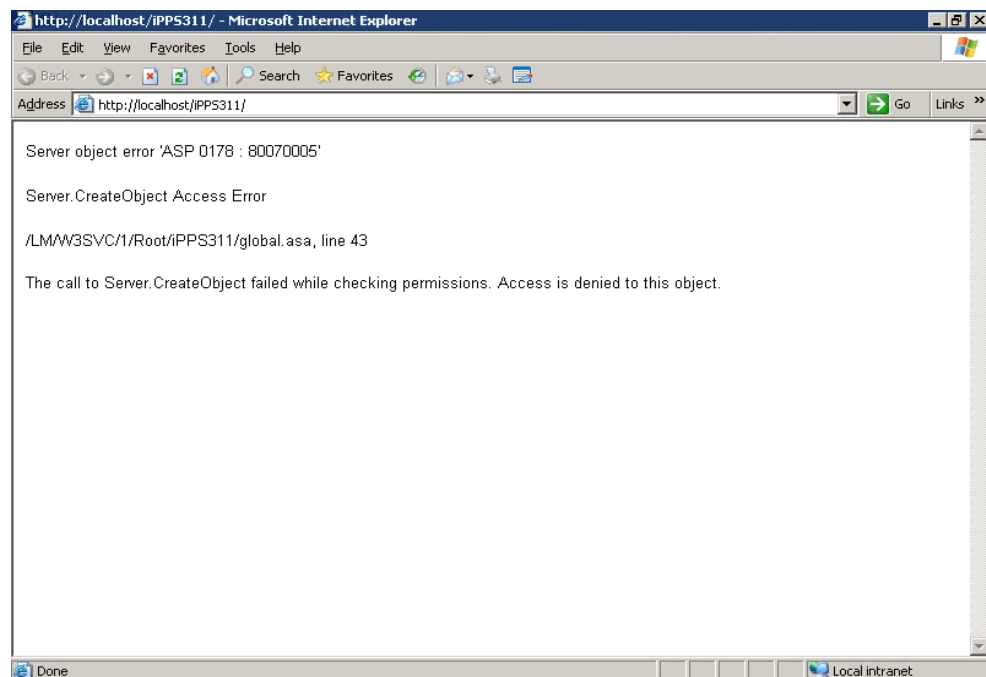 http://localhost/iPPS311/ - Microsoft Internet Explorer
File Edit View Favorites Tools Help
Back Search Favorites
Address http://localhost/iPPS311/ Go Links »
Server object error 'ASP 0178 : 80070005'
Server.CreateObject Access Error
/LM/W3SVC/1/Root/iPPS311/global.asa, line 43
The call to Server.CreateObject failed while checking permissions. Access is denied to this object.
Done Local intranet